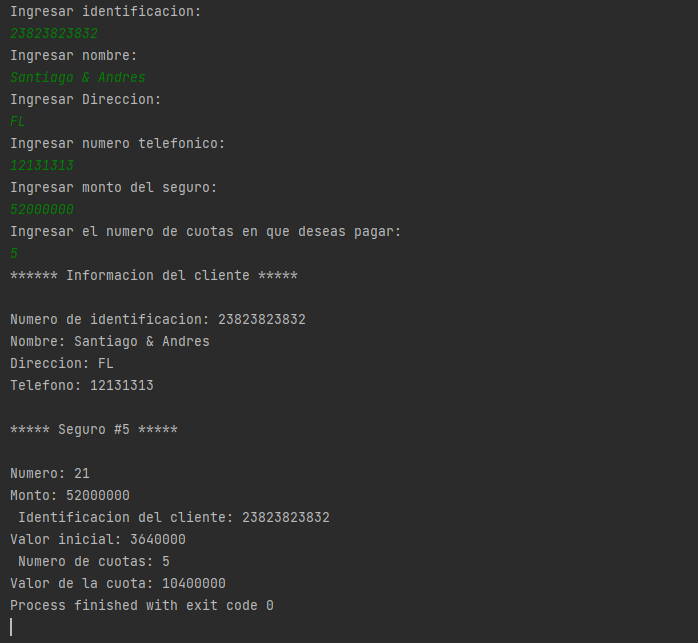 Ingresar identificacion:
23823823832
Ingresar nombre:
Santiago & Andres
Ingresar Direccion:
FL
Ingresar numero telefonico:
12131313
Ingresar monto del seguro:
52000000
Ingresar el numero de cuotas en que deseas pagar:
5
****** Informacion del cliente *****
Numero de identificacion: 23823823832
Nombre: Santiago & Andres
Direccion: FL
Telefono: 12131313
***** Seguro #5 *****
Numero: 21
Monto: 52000000
Identificacion del cliente: 23823823832
Valor inicial: 3640000
Numero de cuotas: 5
Valor de la cuota: 10400000
Process finished with exit code 0